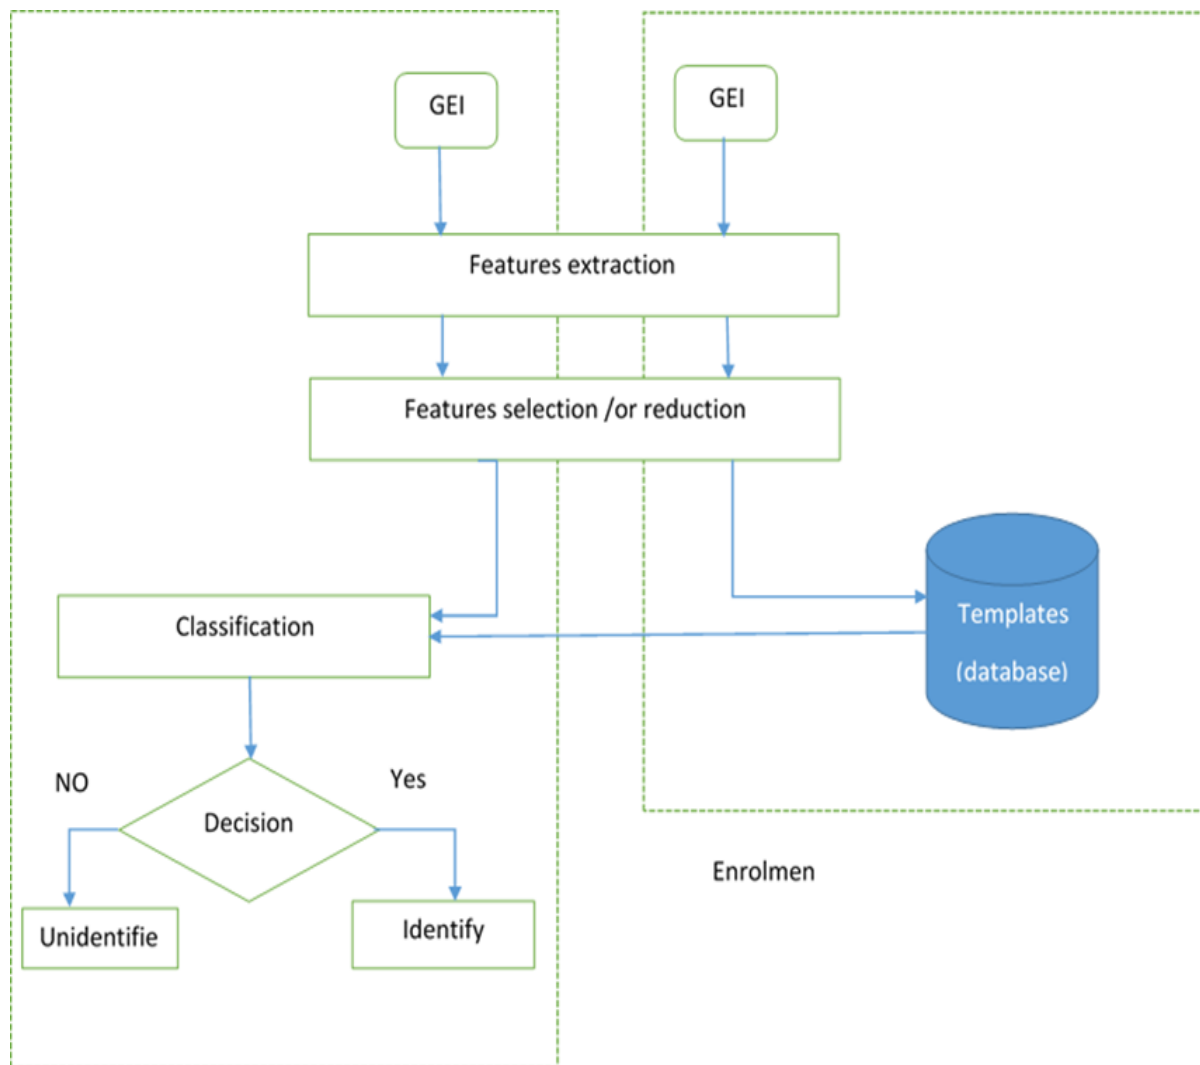 GEI
GEI
Features extraction
Features selection /or reduction
Classification
Templates
(database)
NO
Yes
Decision
Enrolmen
Unidentifie
Identify